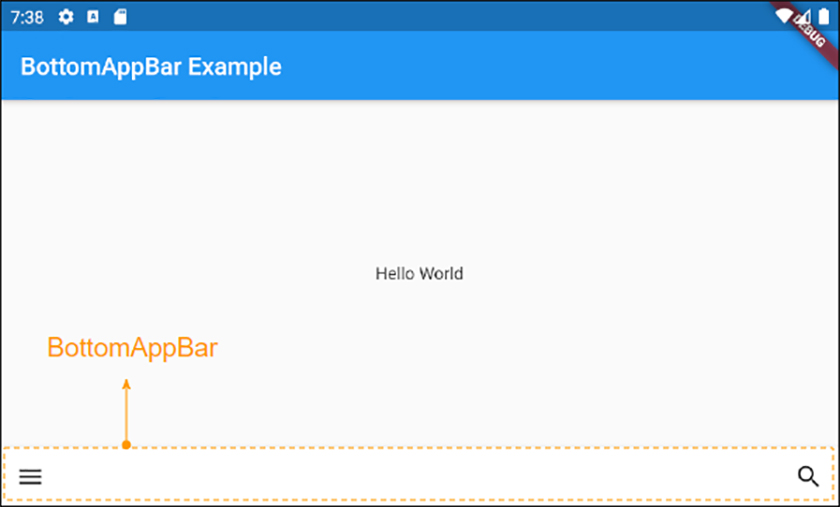 7:38
DEBUG
BottomAppBar Example
Hello World
BottomAppBar